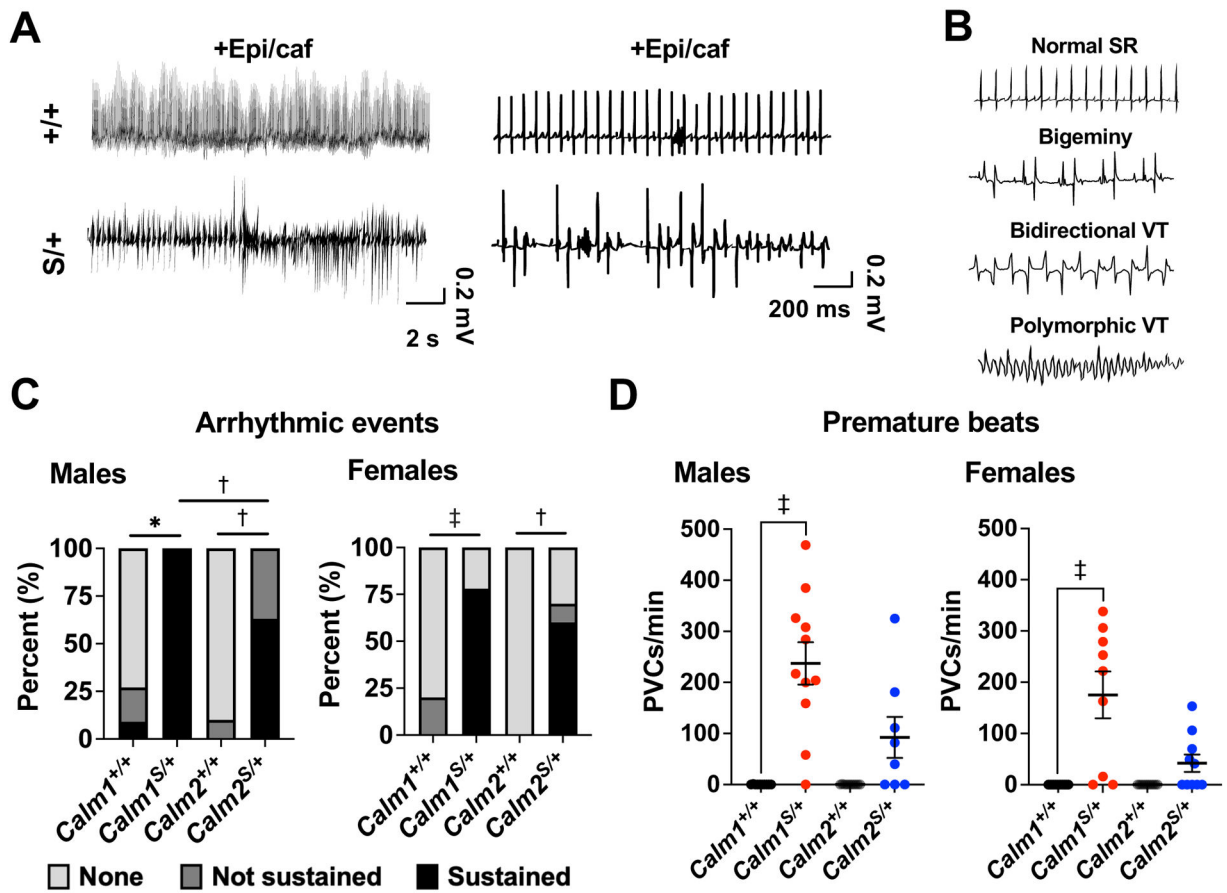 A
+Epi/caf
+Epi/caf
+/+
S/+
0.2 mV
2 s
0.2 mV
200 ms
B
Normal SR
Bigeminy
Bidirectional VT
Polymorphic VT
C
Arrhythmic events
Males
Females
†
*
†
‡
†
Percent (%)
100
75
50
25
0
Calm1+/+
Calm1S/+
Calm2+/+
Calm2S/+
Percent (%)
100
75
50
25
0
Calm1+/+
Calm1S/+
Calm2+/+
Calm2S/+
None
Not sustained
Sustained
D
Premature beats
Males
Females
‡
PVCs/min
500
400
300
200
100
0
Calm1+/+
Calm1S/+
Calm2+/+
Calm2S/+
‡
PVCs/min
500
400
300
200
100
0
Calm1+/+
Calm1S/+
Calm2+/+
Calm2S/+